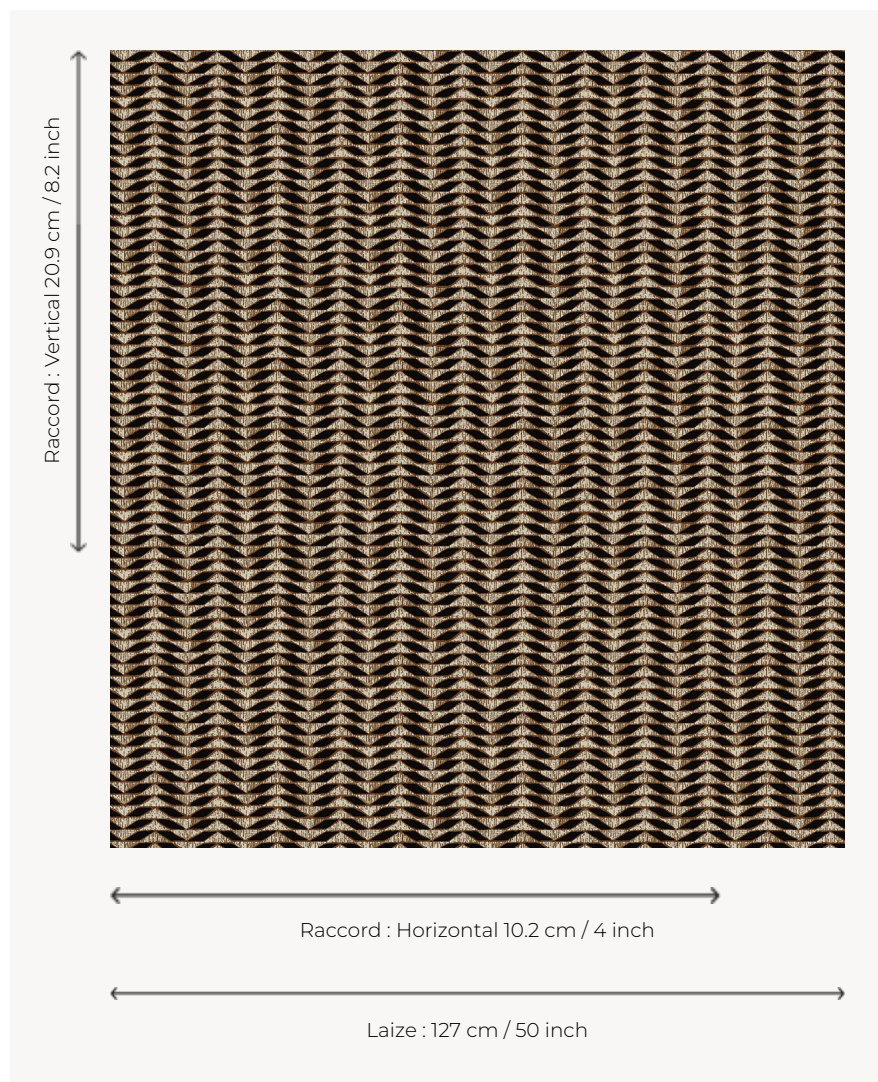 Raccord : Vertical 20.9 cm / 8.2 inch
Raccord : Horizontal 10.2 cm / 4 inch
Laize : 127 cm / 50 inch